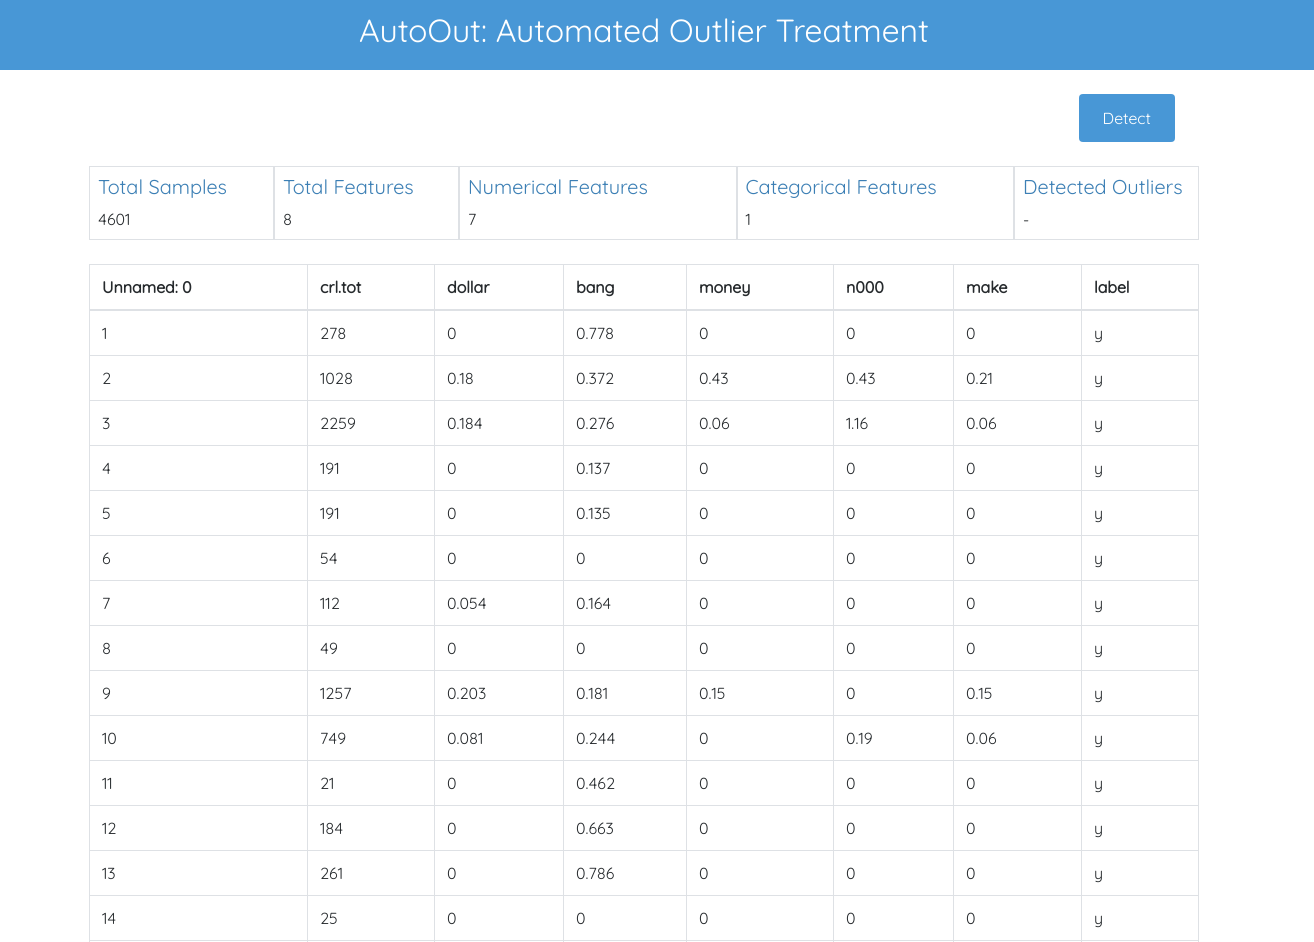 AutoOut: Automated Outlier Treatment
Detect
Total Samples Total Features Numerical Features Categorical Features Detected Outliers
4601 8 7 1 -
Unnamed: 0 crl.tot dollar bang money n000 make label
1 278 0 0.778 0 0 0 y
2 1028 0.18 0.372 0.43 0.43 0.21 y
3 2259 0.184 0.276 0.06 1.16 0.06 y
4 191 0 0.137 0 0 0 y
5 191 0 0.135 0 0 0 y
6 54 0 0 0 0 0 y
7 112 0.054 0.164 0 0 0 y
8 49 0 0 0 0 0 y
9 1257 0.203 0.181 0.15 0 0.15 y
10 749 0.081 0.244 0 0.19 0.06 y
11 21 0 0.462 0 0 0 y
12 184 0 0.663 0 0 0 y
13 261 0 0.786 0 0 0 y
14 25 0 0 0 0 0 y